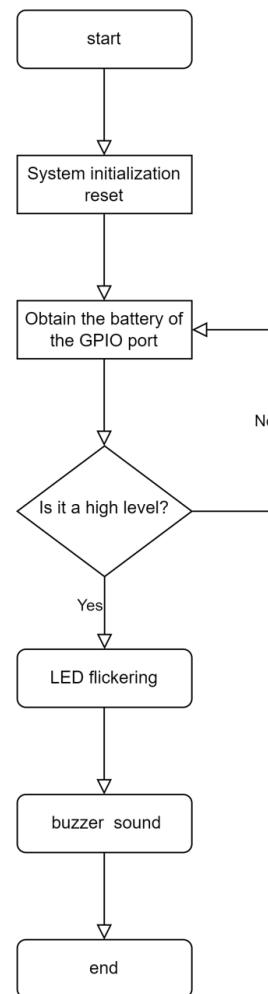 start
System initialization
reset
Obtain the battery of
the GPIO port
No
Is it a high level?
Yes
LED flickering
buzzer sound
end